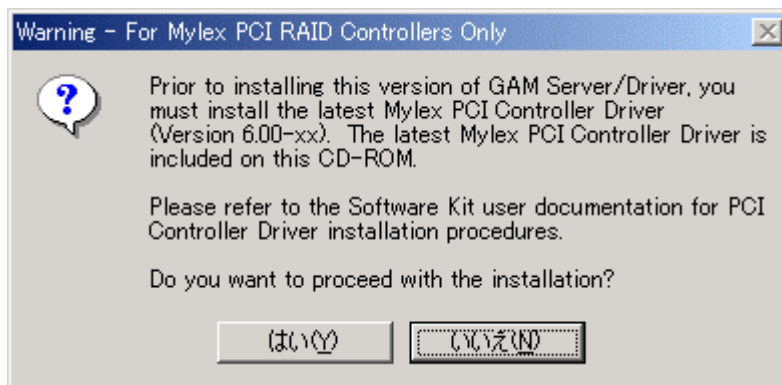 Warning - For Mylex PCI RAID Controllers Only
Prior to installing this version of GAM Server/Driver, you
must install the latest Mylex PCI Controller Driver
(Version 6.00-xx). The latest Mylex PCI Controller Driver is
included on this CD-ROM.
Please refer to the Software Kit user documentation for PCI
Controller Driver installation procedures.
Do you want to proceed with the installation?
はい(Y)
いいえ(N)